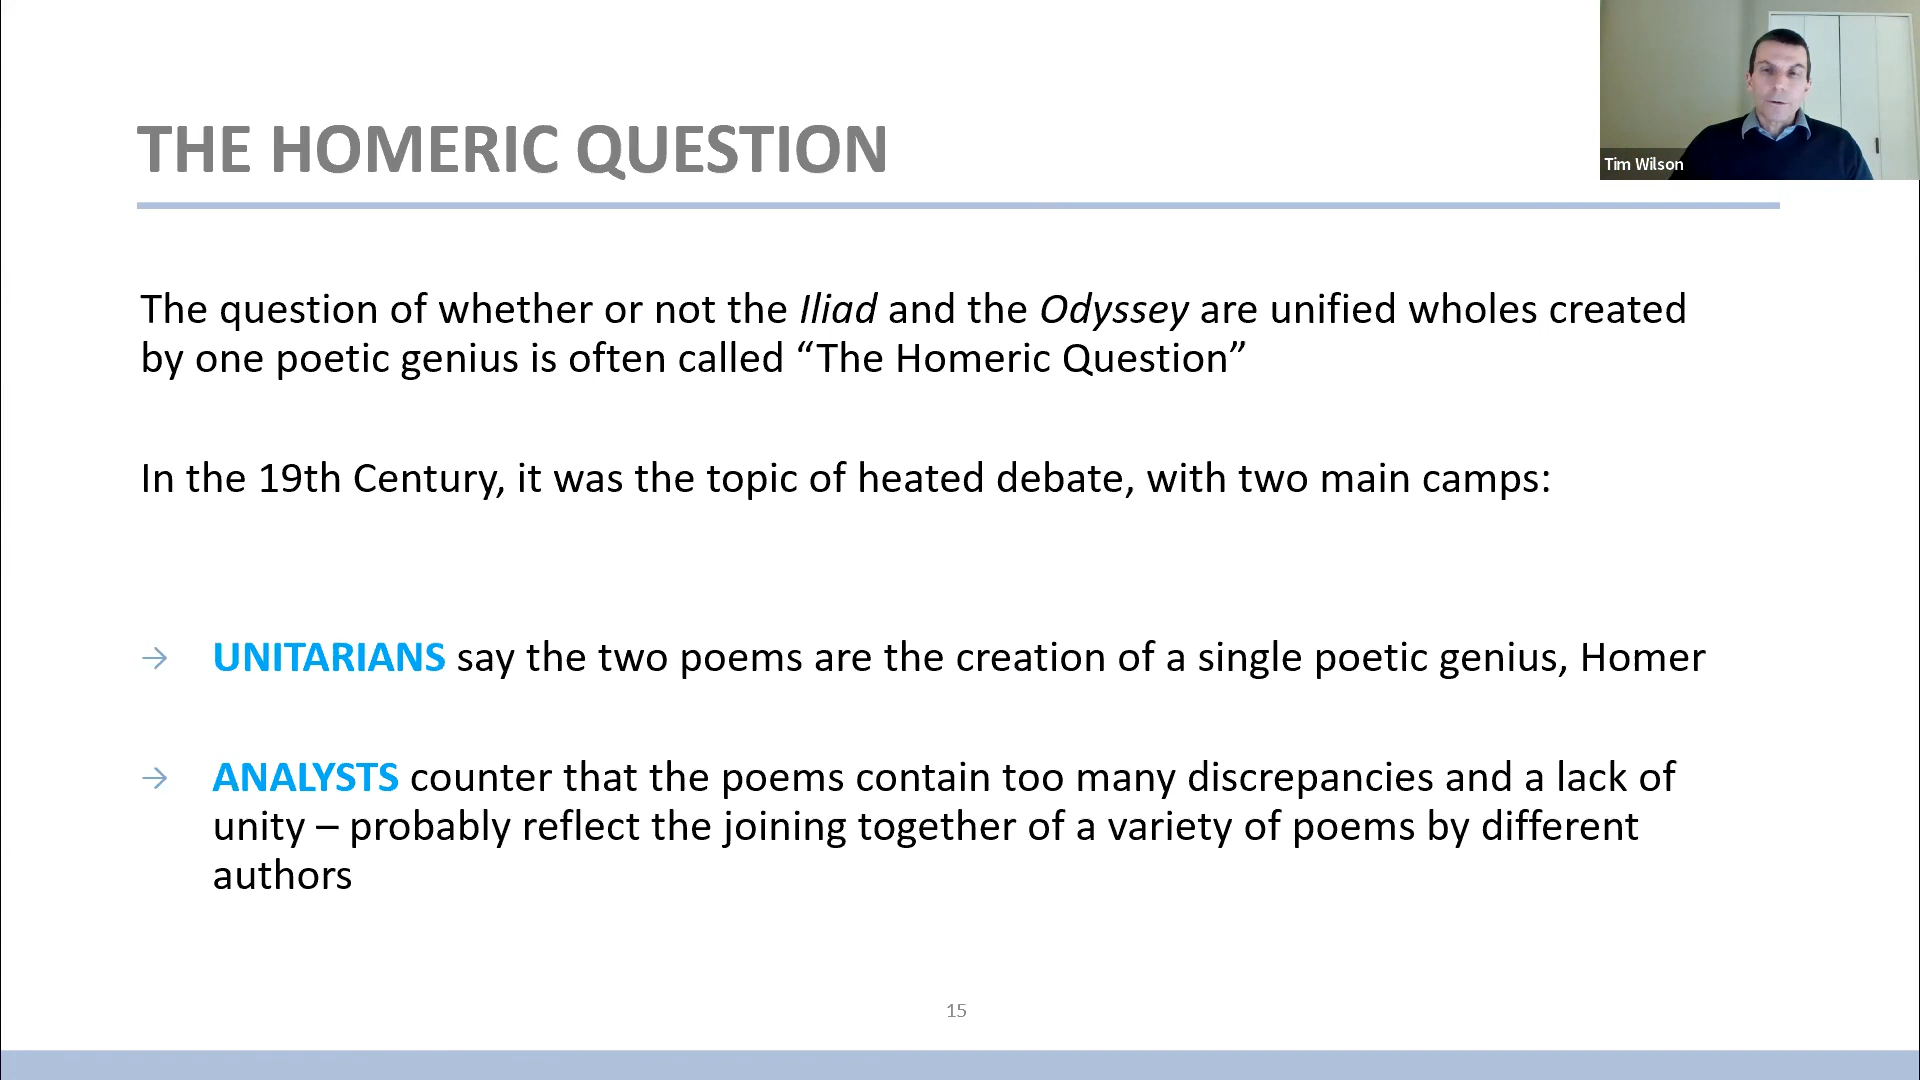 THE HOMERIC QUESTION
Tim Wilson
The question of whether or not the Iliad and the Odyssey are unified wholes created
by one poetic genius is often called “The Homeric Question”
In the 19th Century, it was the topic of heated debate, with two main camps:
→ UNITARIANS say the two poems are the creation of a single poetic genius, Homer
→ ANALYSTS counter that the poems contain too many discrepancies and a lack of
unity – probably reflect the joining together of a variety of poems by different
authors
15